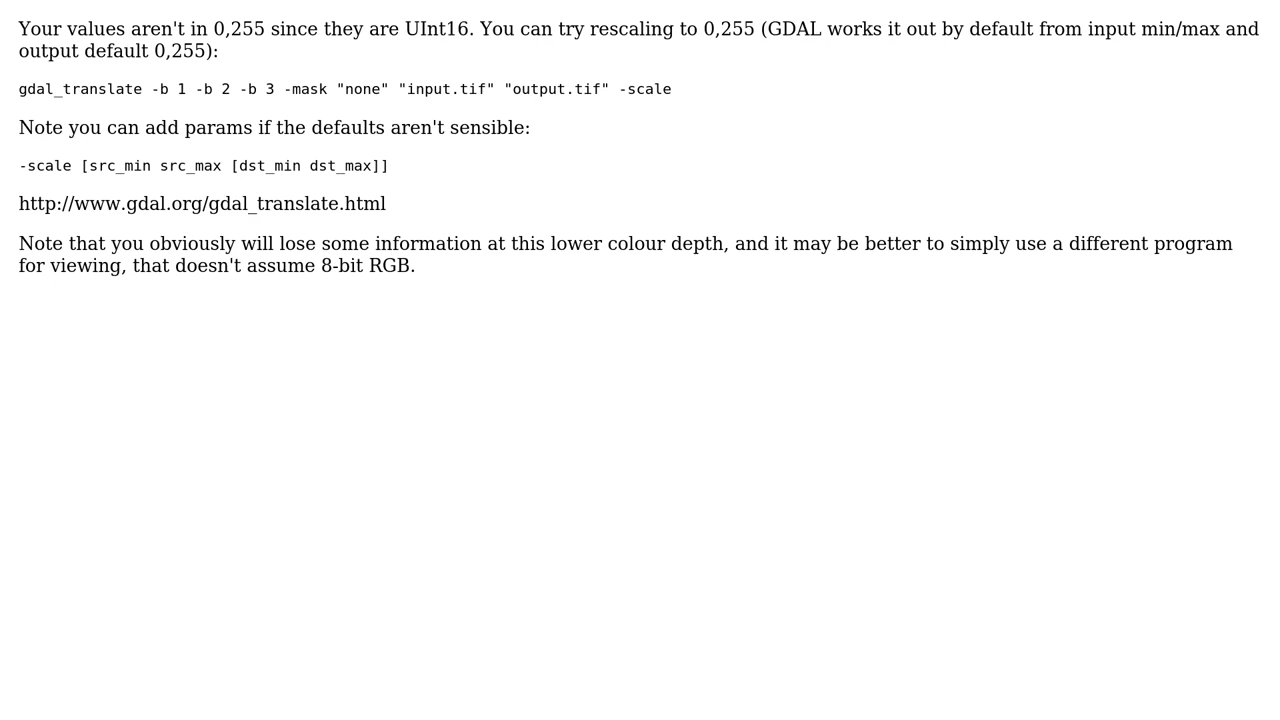 Your values aren't in 0,255 since they are UInt16. You can try rescaling to 0,255 (GDAL works it out by default from input min/max and
output default 0,255):
gdal_translate -b 1 -b 2 -b 3 -mask "none" "input.tif" "output.tif" -scale
Note you can add params if the defaults aren't sensible:
-scale [src_min src_max [dst_min dst_max]]
http://www.gdal.org/gdal_translate.html
Note that you obviously will lose some information at this lower colour depth, and it may be better to simply use a different program
for viewing, that doesn't assume 8-bit RGB.